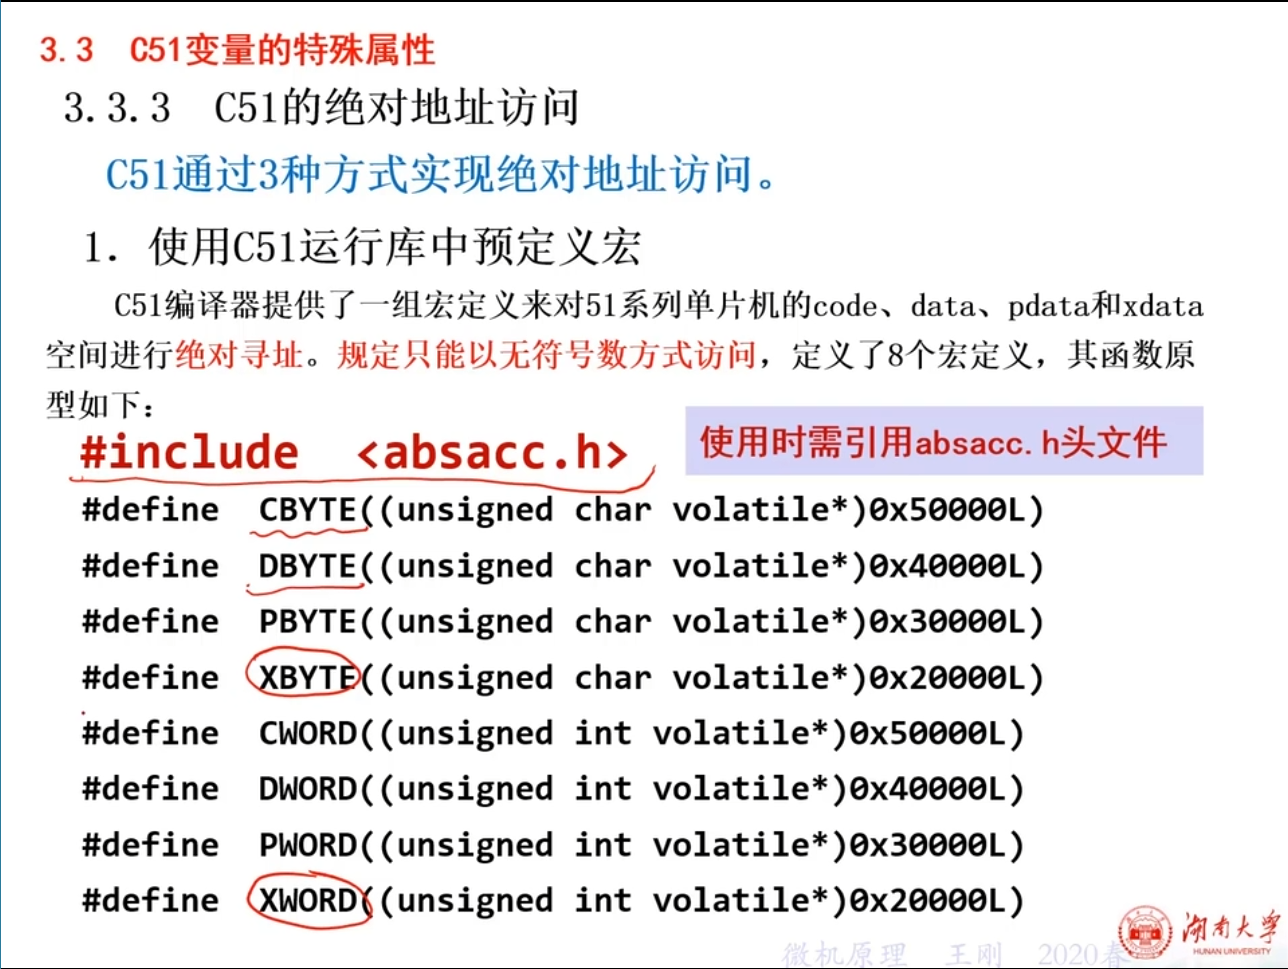 3.3 C51变量的特殊属性
3.3.3 C51的绝对地址访问
C51通过3种方式实现绝对地址访问。
1. 使用C51运行库中预定义宏
C51编译器提供了一组宏定义来对51系列单片机的code、data、pdata和xdata
空间进行绝对寻址。规定只能以无符号数方式访问，定义了8个宏定义，其函数原
型如下：
#include <absacc.h>
使用时需引用absacc.h头文件
#define CBYTE((unsigned char volatile*)0x50000L)
#define DBYTE((unsigned char volatile*)0x40000L)
#define PBYTE((unsigned char volatile*)0x30000L)
#define XBYTE((unsigned char volatile*)0x20000L)
#define CWORD((unsigned int volatile*)0x50000L)
#define DWORD((unsigned int volatile*)0x40000L)
#define PWORD((unsigned int volatile*)0x30000L)
#define XWORD((unsigned int volatile*)0x20000L)
微机原理 王刚 2020春
湖南大学
HUNAN UNIVERSITY